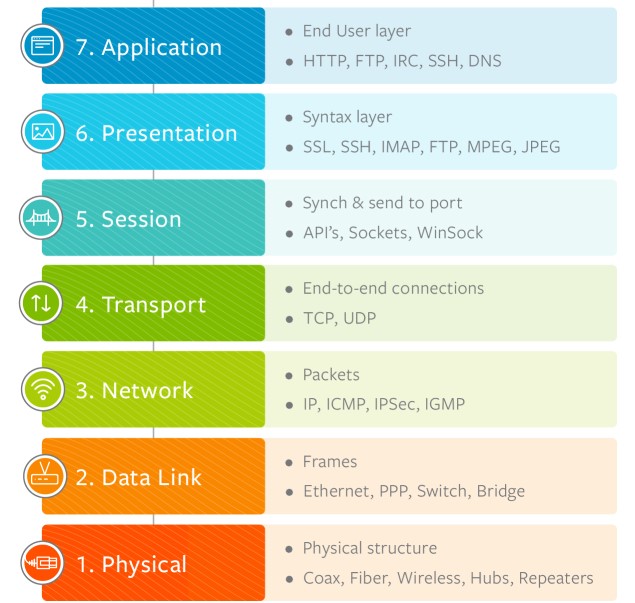 7. Application
End User layer
HTTP, FTP, IRC, SSH, DNS
6. Presentation
Syntax layer
SSL, SSH, IMAP, FTP, MPEG, JPEG
5. Session
Synch & send to port
API's, Sockets, WinSock
4. Transport
End-to-end connections
TCP, UDP
3. Network
Packets
IP, ICMP, IPSec, IGMP
2. Data Link
Frames
Ethernet, PPP, Switch, Bridge
1. Physical
Physical structure
Coax, Fiber, Wireless, Hubs, Repeaters